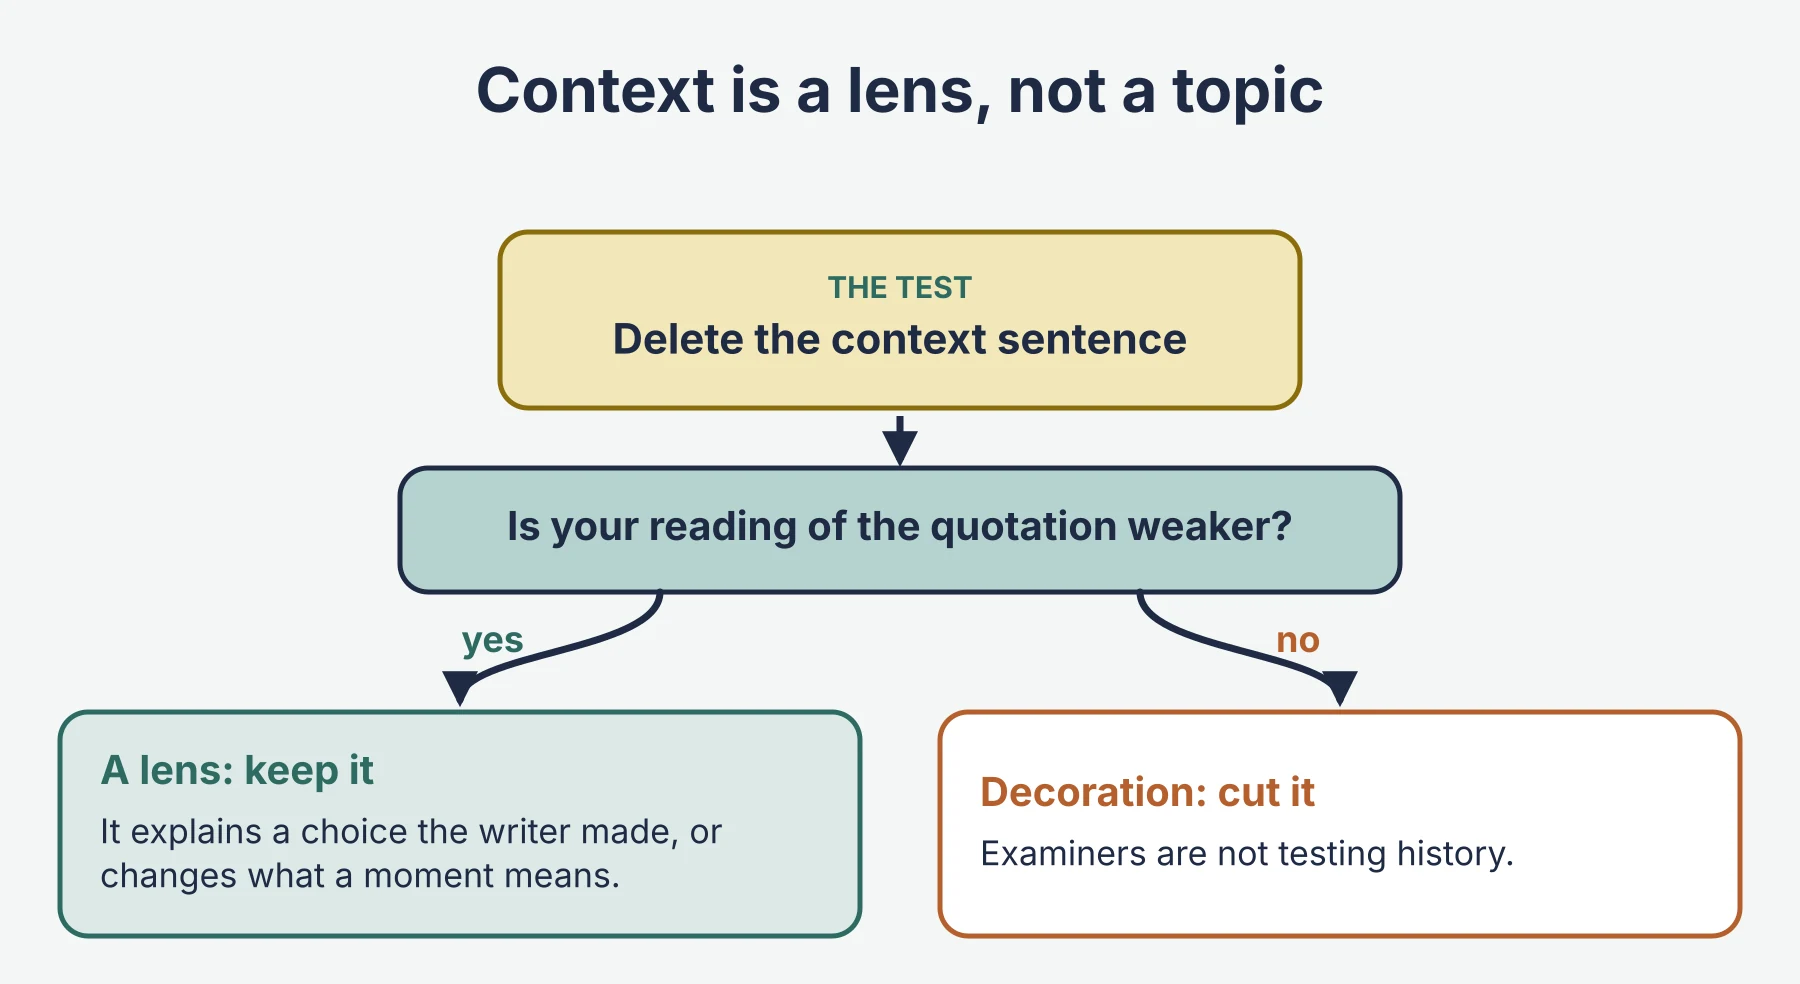 Context is a lens, not a topic
THE TEST
Delete the context sentence
Is your reading of the quotation weaker?
yes
no
A lens: keep it
It explains a choice the writer made, or
changes what a moment means.
Decoration: cut it
Examiners are not testing history.